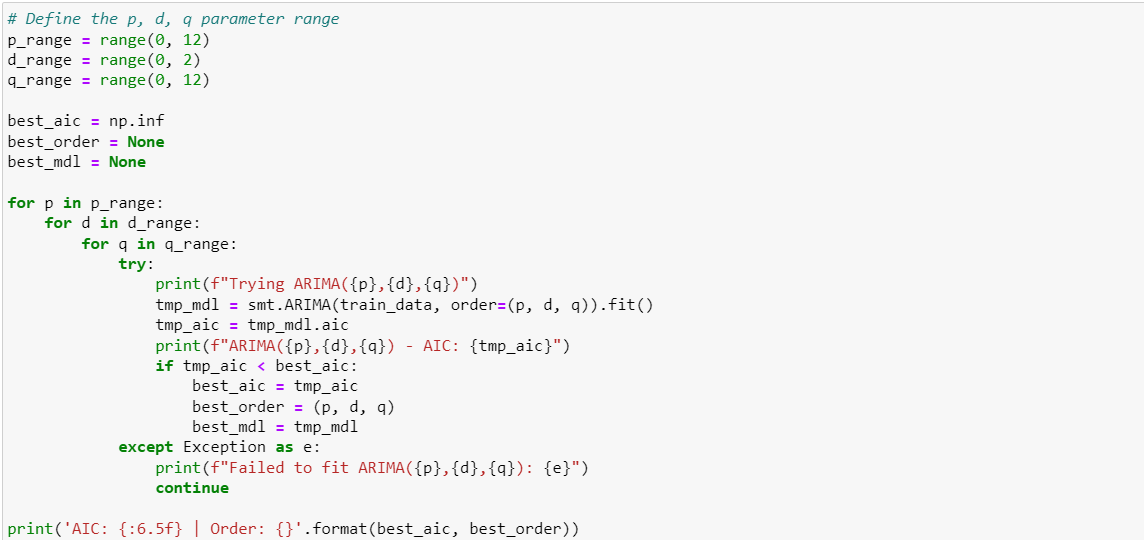 # Define the p, d, q parameter range
p_range = range(0, 12)
d_range = range(0, 2)
q_range = range(0, 12)

best_aic = np.inf
best_order = None
best_mdl = None

for p in p_range:
    for d in d_range:
        for q in q_range:
            try:
                print(f"Trying ARIMA({p},{d},{q})")
                tmp_mdl = smt.ARIMA(train_data, order=(p, d, q)).fit()
                tmp_aic = tmp_mdl.aic
                print(f"ARIMA({p},{d},{q}) - AIC: {tmp_aic}")
                if tmp_aic < best_aic:
                    best_aic = tmp_aic
                    best_order = (p, d, q)
                    best_mdl = tmp_mdl
            except Exception as e:
                print(f"Failed to fit ARIMA({p},{d},{q}): {e}")
                continue

print('AIC: {:6.5f} | Order: {}'.format(best_aic, best_order))